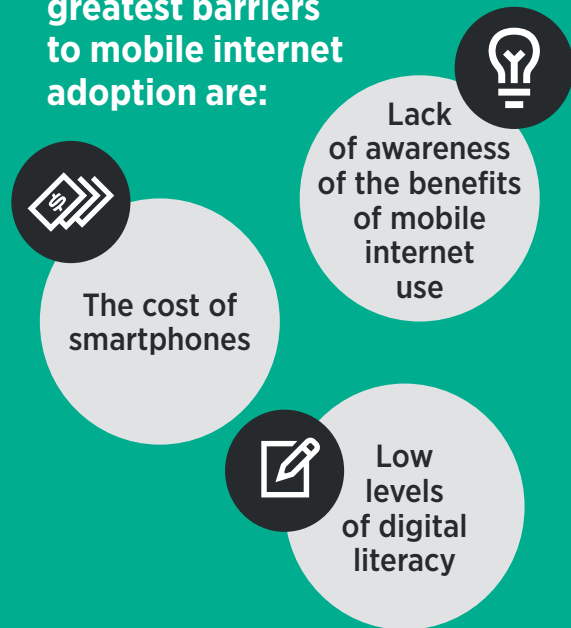 greatest barriers
to mobile internet
adoption are:
Lack
of awareness
of the benefits
of mobile
internet
use
The cost of
smartphones
Low
levels
of digital
literacy